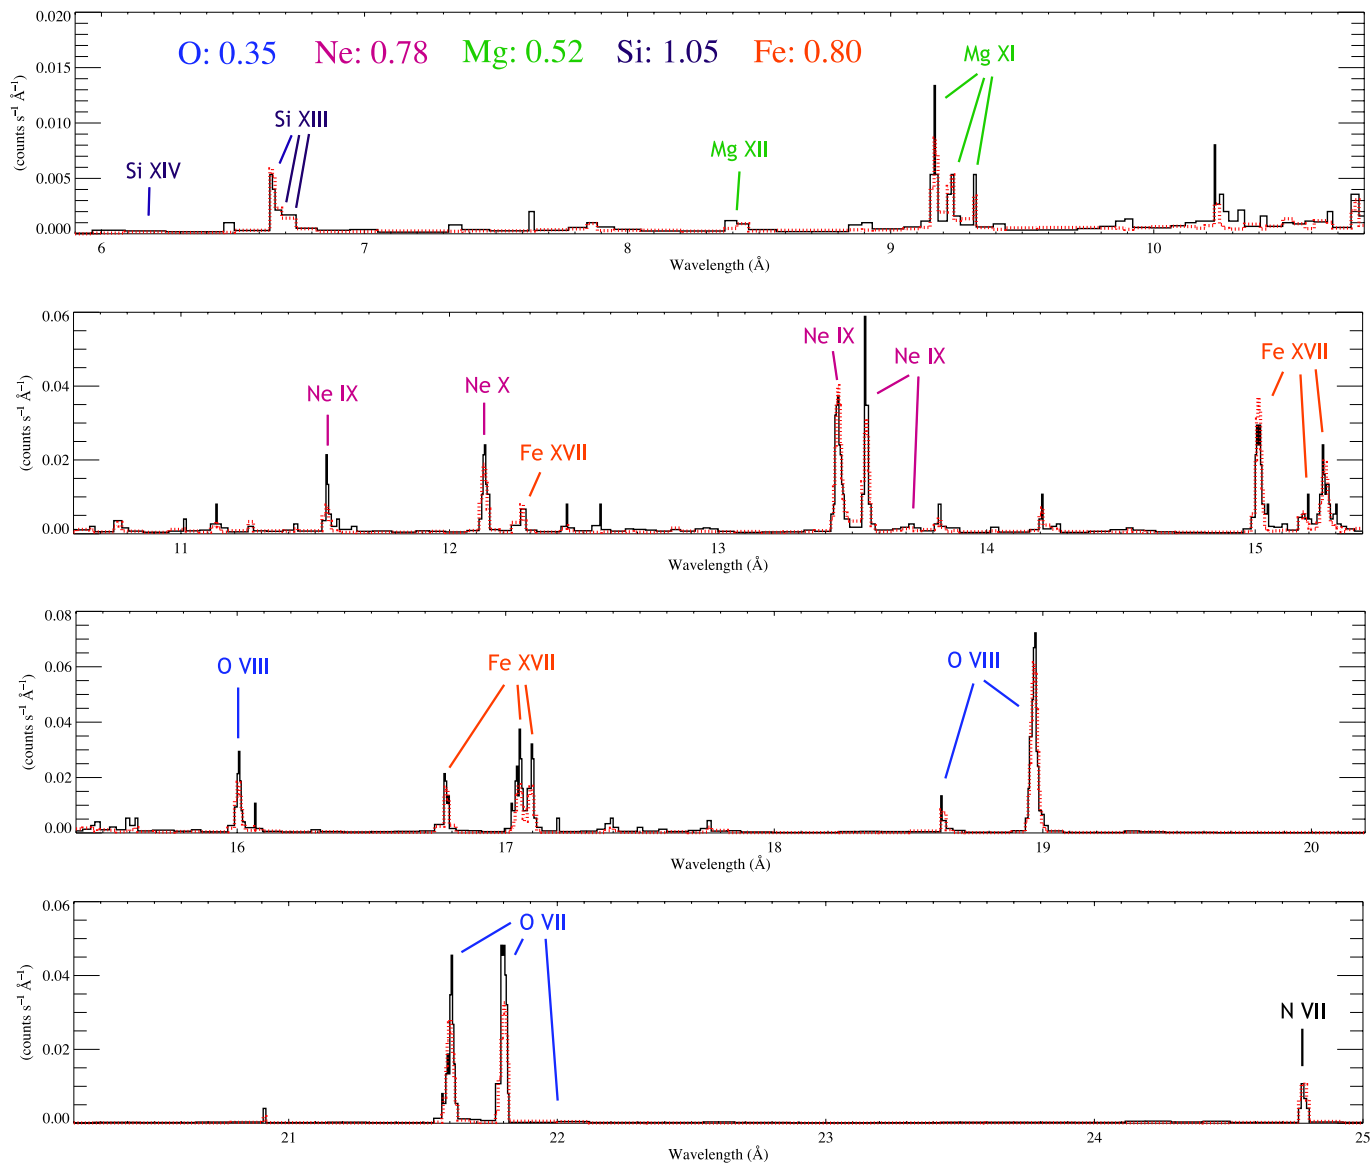 (counts s⁻¹ Å⁻¹)
0.020
0.015
0.010
0.005
0.000
O: 0.35 Ne: 0.78 Mg: 0.52 Si: 1.05 Fe: 0.80
Mg XI
Si XIII
Mg XII
Si XIV
6 7 8 9 10
Wavelength (Å)
(counts s⁻¹ Å⁻¹)
0.06
0.04
0.02
0.00
Ne IX
Ne IX
Fe XVII
Ne X
Ne IX
Fe XVII
11 12 13 14 15
Wavelength (Å)
(counts s⁻¹ Å⁻¹)
0.08
0.06
0.04
0.02
0.00
O VIII
Fe XVII
O VIII
16 17 18 19 20
Wavelength (Å)
(counts s⁻¹ Å⁻¹)
0.06
0.04
0.02
0.00
O VII
N VII
21 22 23 24 25
Wavelength (Å)